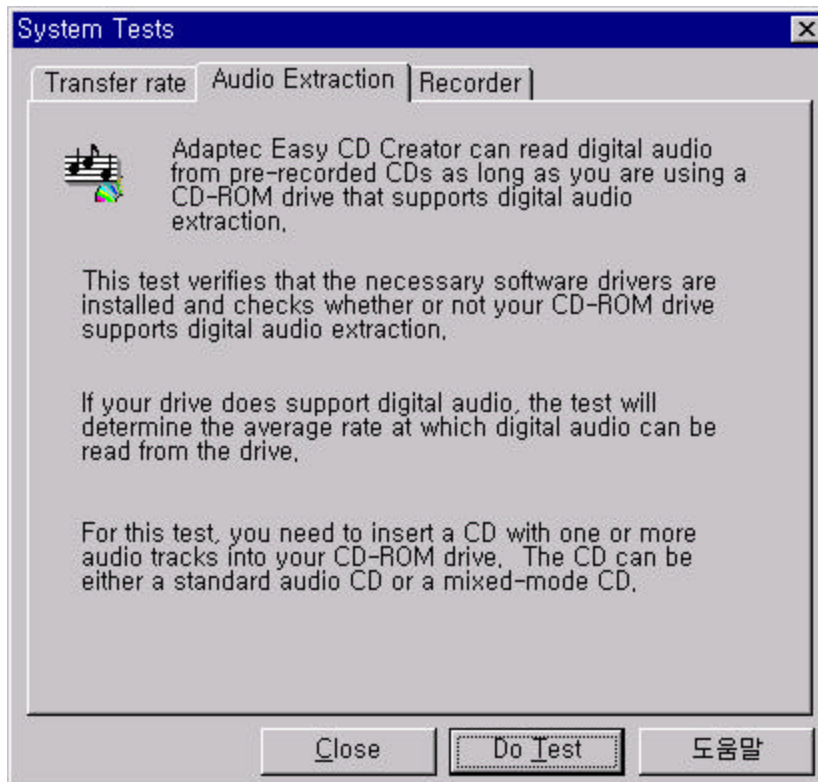 System Tests
Transfer rate
Audio Extraction
Recorder
Adaptec Easy CD Creator can read digital audio
from pre-recorded CDs as long as you are using a
CD-ROM drive that supports digital audio
extraction.
This test verifies that the necessary software drivers are
installed and checks whether or not your CD-ROM drive
supports digital audio extraction.
If your drive does support digital audio, the test will
determine the average rate at which digital audio can be
read from the drive.
For this test, you need to insert a CD with one or more
audio tracks into your CD-ROM drive. The CD can be
either a standard audio CD or a mixed-mode CD.
Close
Do Test
도움말